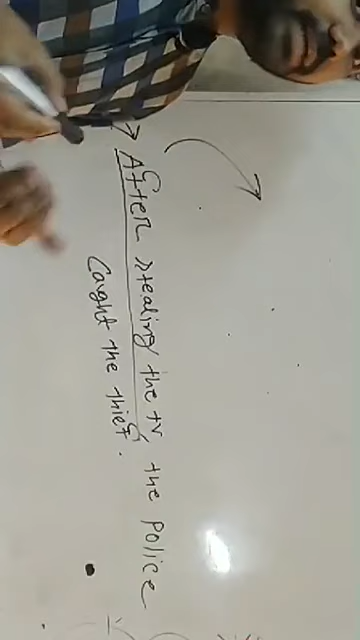 → After stealing the tv, the police
caught the thief.